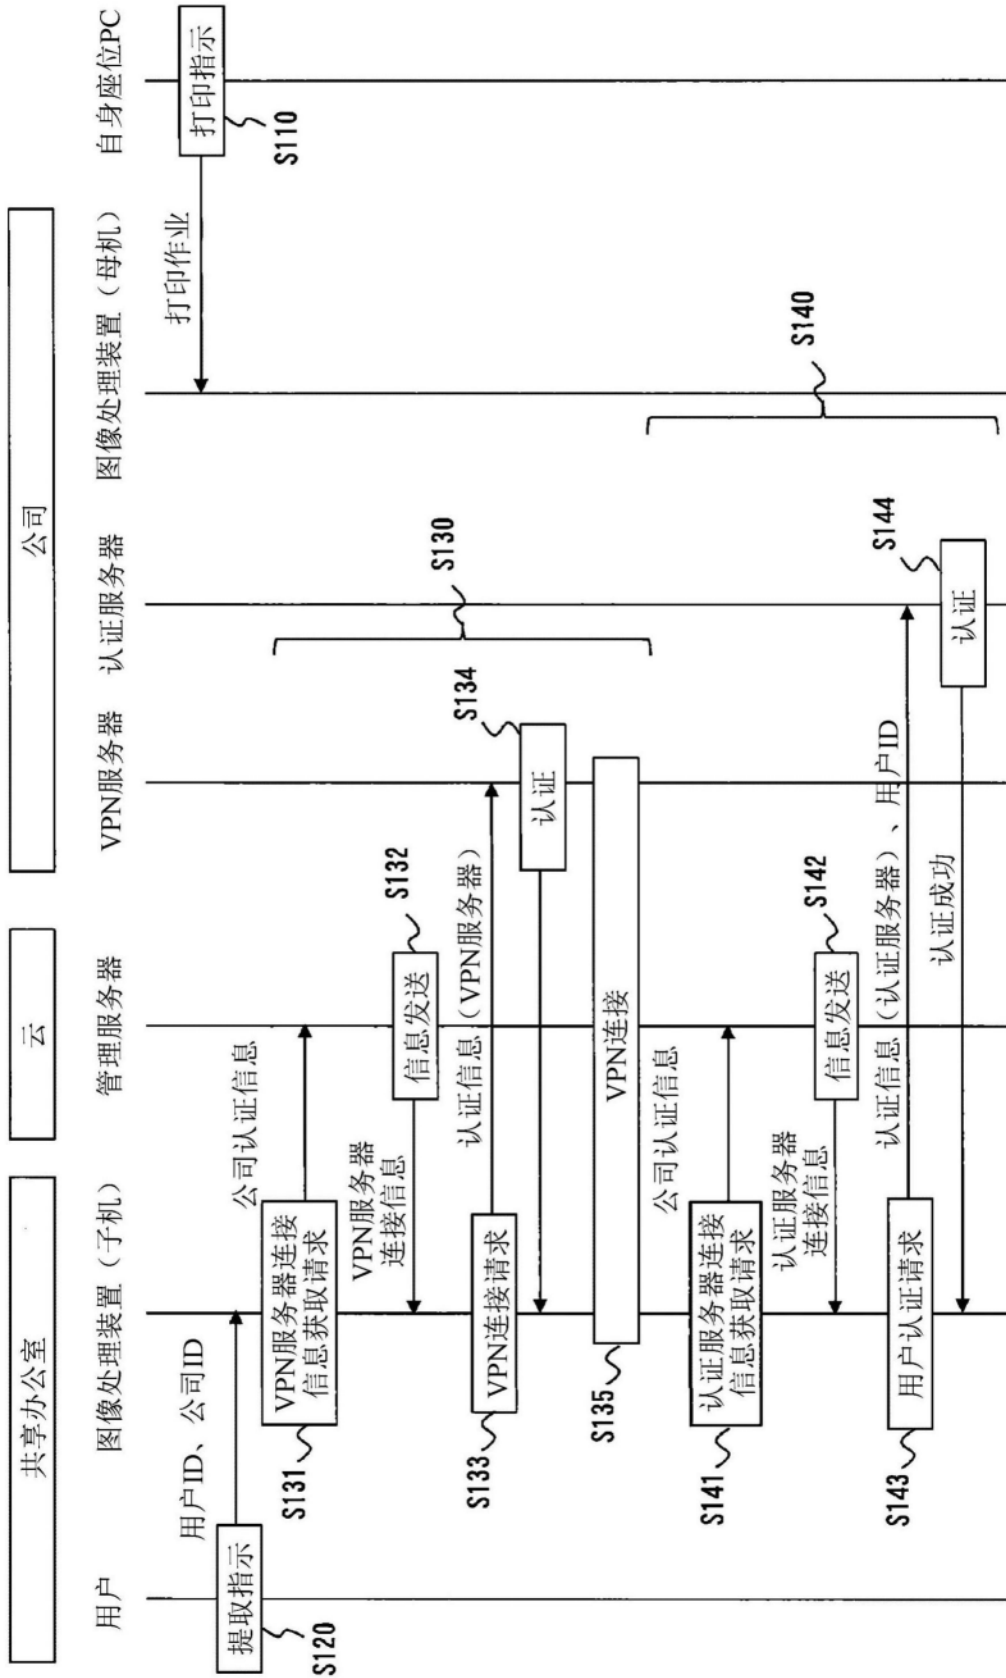 共享办公室
云
公司
用户
图像处理装置（子机）
管理服务器
VPN服务器
认证服务器
图像处理装置（母机）
自身座位PC
打印指示
S110
打印作业
提取指示
S120
用户ID、公司ID
S130
VPN服务器连接
信息获取请求
S131
公司认证信息
信息发送
S132
VPN服务器
连接信息
VPN连接请求
S133
认证信息（VPN服务器）
认证
S134
VPN连接
S135
S140
认证服务器连接
信息获取请求
S141
公司认证信息
信息发送
S142
认证服务器
连接信息
用户认证请求
S143
认证信息（认证服务器）、用户ID
认证
S144
认证成功